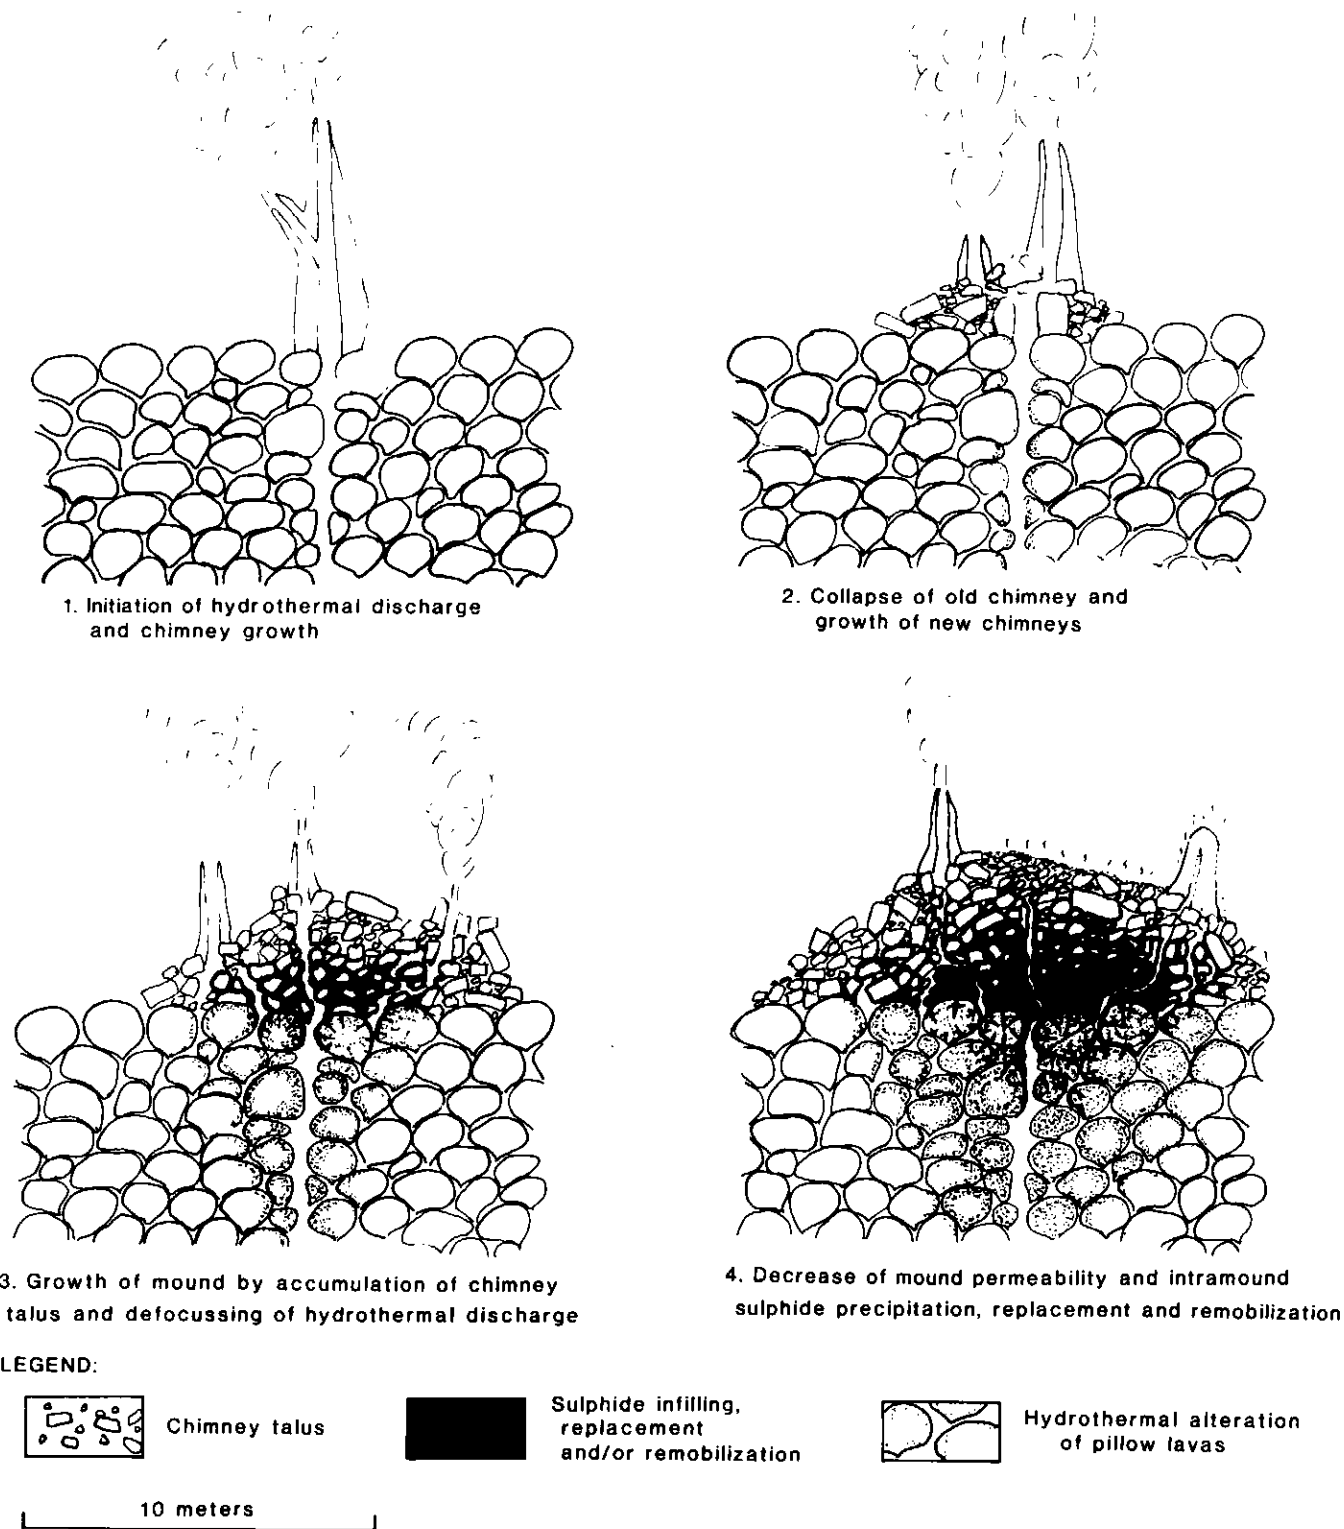 1. Initiation of hydrothermal discharge
and chimney growth
2. Collapse of old chimney and
growth of new chimneys
3. Growth of mound by accumulation of chimney
talus and defocussing of hydrothermal discharge
4. Decrease of mound permeability and intramound
sulphide precipitation, replacement and remobilization
LEGEND:
Chimney talus
Sulphide infilling,
replacement
and/or remobilization
Hydrothermal alteration
of pillow lavas
10 meters